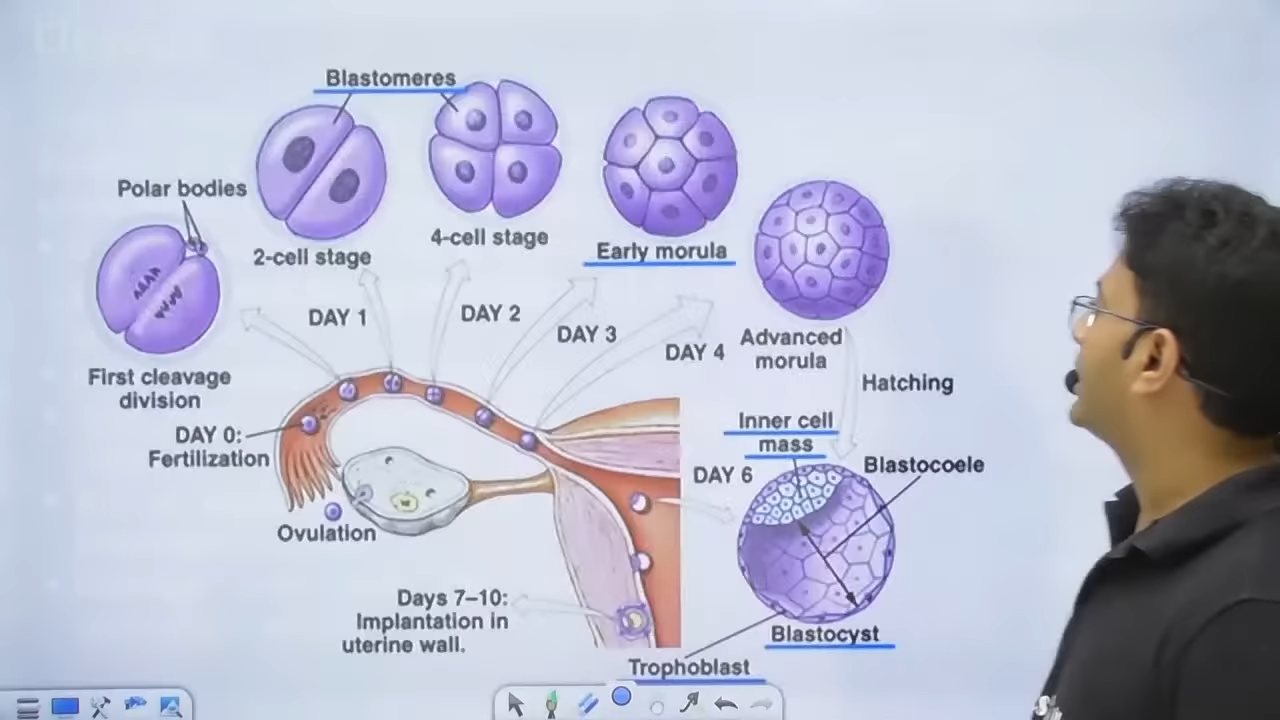 Blastomeres
Polar bodies
2-cell stage
4-cell stage
Early morula
First cleavage
division
DAY 1
DAY 2
DAY 3
DAY 4
Advanced
morula
Hatching
DAY 0:
Fertilization
Inner cell
mass
Blastocoele
DAY 6
Ovulation
Days 7–10:
Implantation in
uterine wall.
Blastocyst
Trophoblast